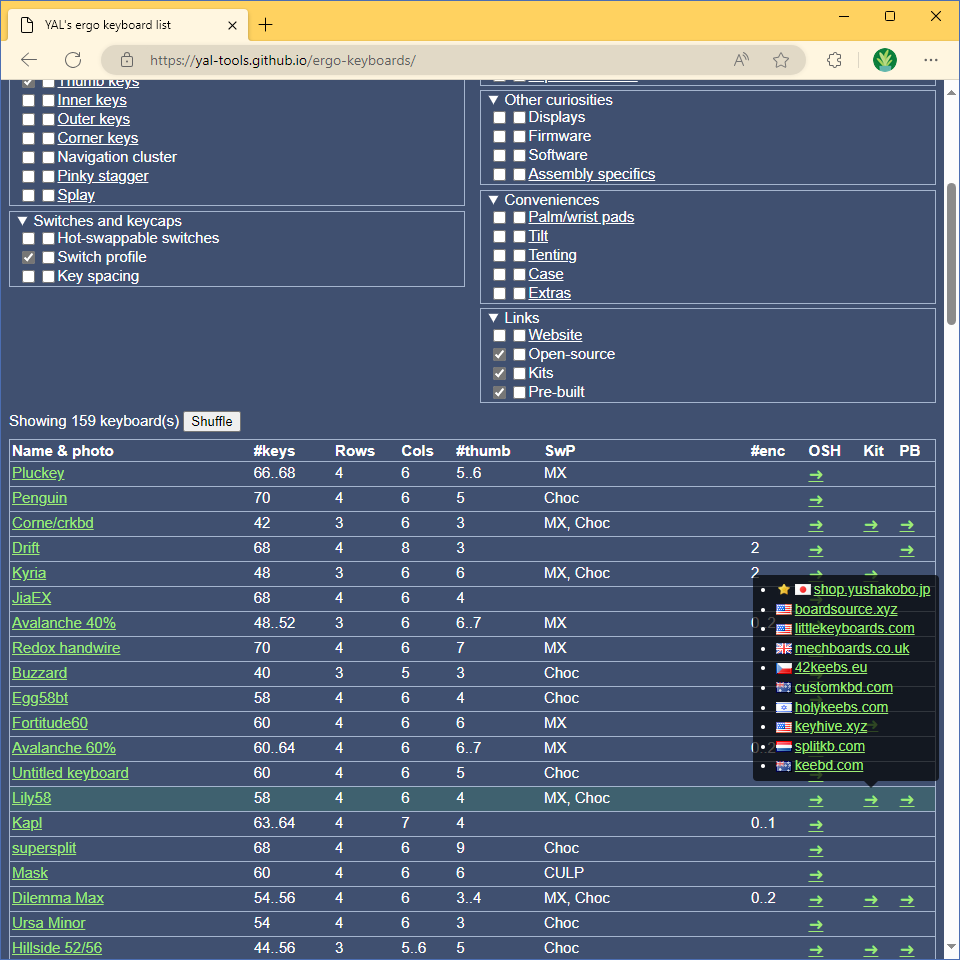 YAL's ergo keyboard list
https://yal-tools.github.io/ergo-keyboards/
Thumb keys
Inner keys
Outer keys
Corner keys
Navigation cluster
Pinky stagger
Splay
Switches and keycaps
Hot-swappable switches
Switch profile
Key spacing
Other curiosities
Displays
Firmware
Software
Assembly specifics
Conveniences
Palm/wrist pads
Tilt
Tenting
Case
Extras
Links
Website
Open-source
Kits
Pre-built
Showing 159 keyboard(s) Shuffle
Name & photo #keys Rows Cols #thumb SwP #enc OSH Kit PB
Pluckey 66..68 4 6 5..6 MX →
Penguin 70 4 6 5 Choc →
Corne/crkbd 42 3 6 3 MX, Choc → → →
Drift 68 4 8 3 2 → →
Kyria 48 3 6 6 MX, Choc 2 → →
JiaEX 68 4 6 4
Avalanche 40% 48..52 3 6 6..7 MX 0..2
Redox handwire 70 4 6 7 MX
Buzzard 40 3 5 3 Choc
Egg58bt 58 4 6 4 Choc
Fortitude60 60 4 6 6 MX →
Avalanche 60% 60..64 4 6 6..7 MX 0..2
Untitled keyboard 60 4 6 5 Choc →
Lily58 58 4 6 4 MX, Choc → → →
Kapl 63..64 4 7 4 0..1 →
supersplit 68 4 6 9 Choc →
Mask 60 4 6 6 CULP →
Dilemma Max 54..56 4 6 3..4 MX, Choc 0..2 → → →
Ursa Minor 54 4 6 3 Choc →
Hillside 52/56 44..56 3 5..6 5 Choc → → →
shop.yushakobo.jp
boardsource.xyz
littlekeyboards.com
mechboards.co.uk
42keebs.eu
customkbd.com
holykeebs.com
keyhive.xyz
splitkb.com
keebd.com